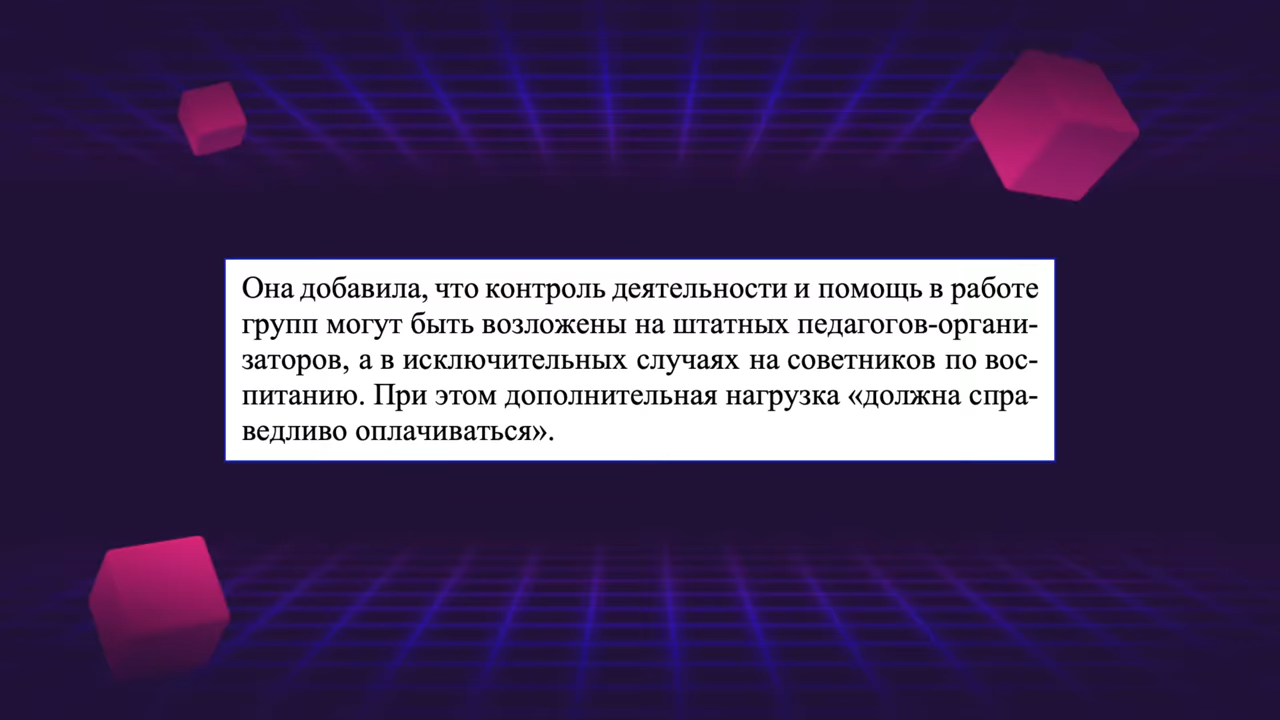 Она добавила, что контроль деятельности и помощь в работе
групп могут быть возложены на штатных педагогов-органи-
заторов, а в исключительных случаях на советников по вос-
питанию. При этом дополнительная нагрузка «должна спра-
ведливо оплачиваться».